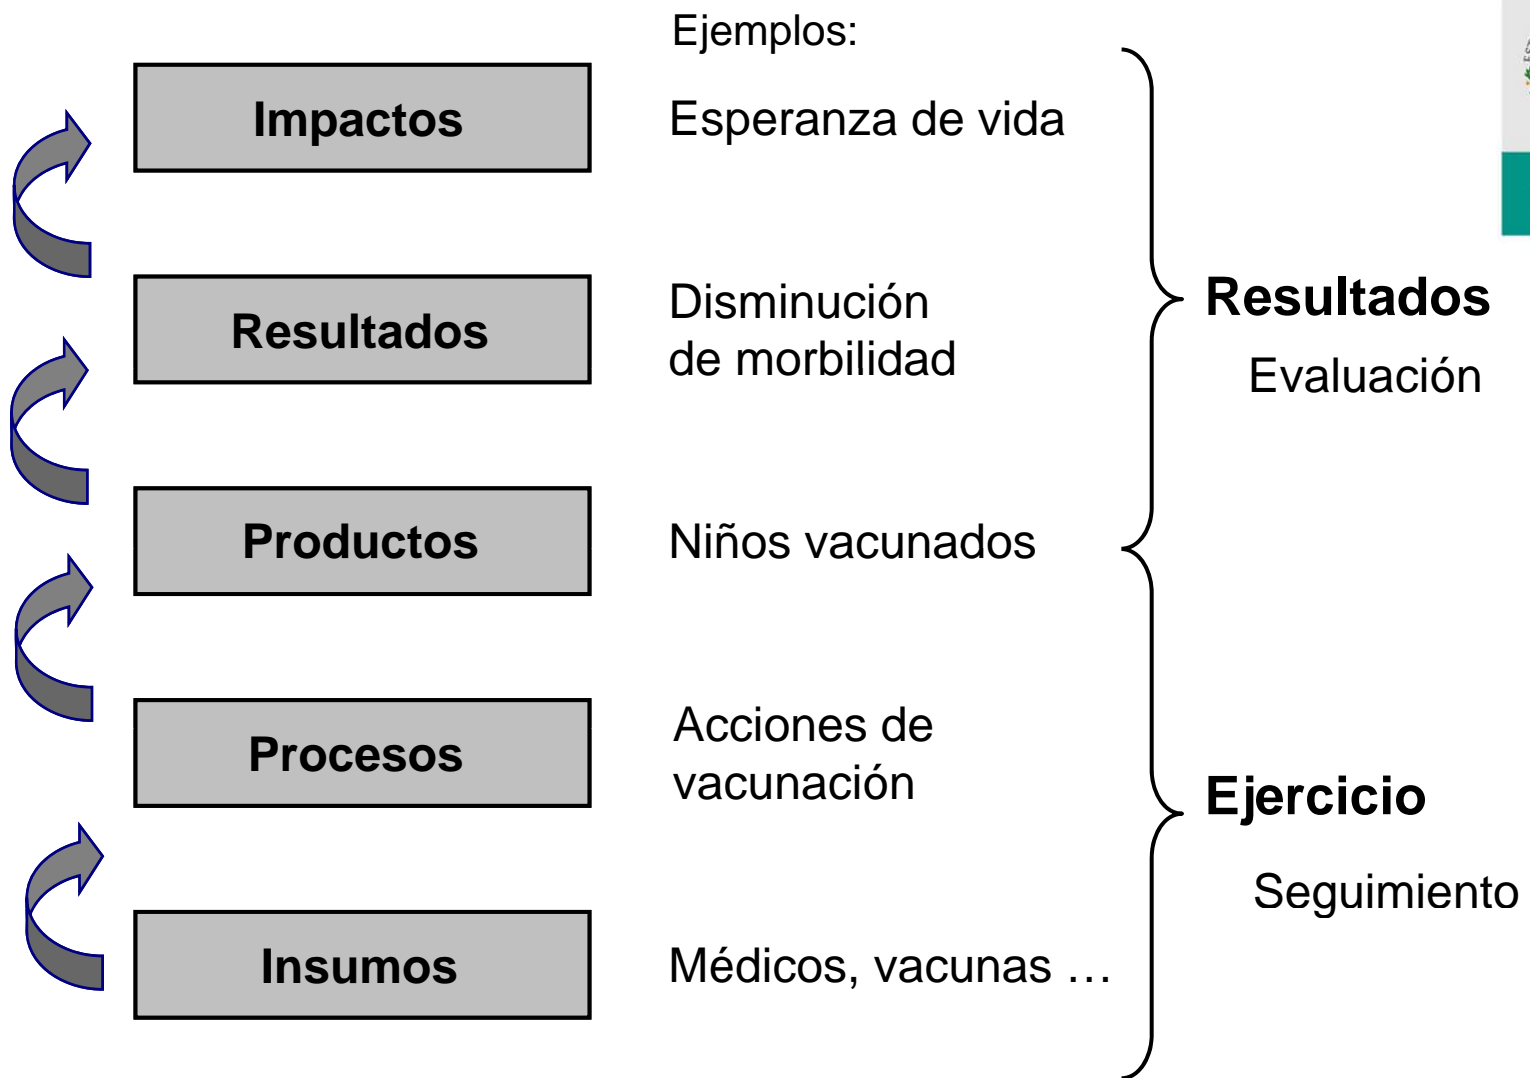 Ejemplos:
Impactos
Esperanza de vida
Resultados
Disminución
de morbilidad
Resultados
Evaluación
Productos
Niños vacunados
Procesos
Acciones de
vacunación
Ejercicio
Seguimiento
Insumos
Médicos, vacunas …